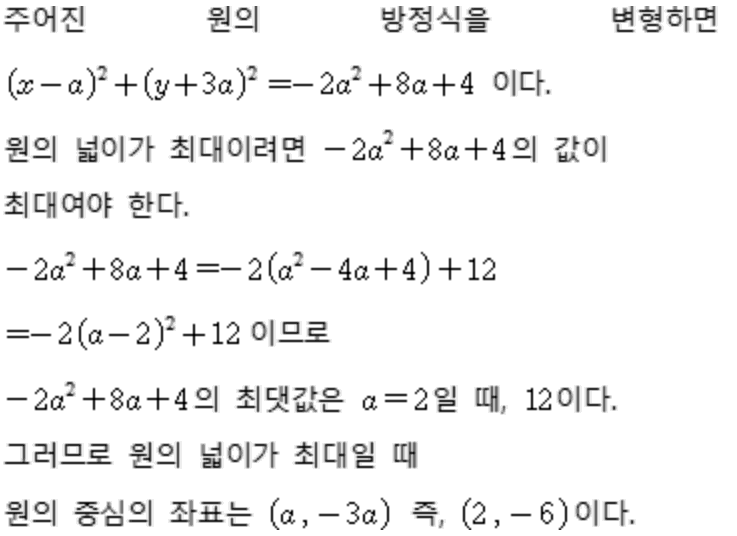 주어진 원의 방정식을 변형하면
(x-a)²+(y+3a)²=-2a²+8a+4 이다.
원의 넓이가 최대이려면 -2a²+8a+4의 값이
최대여야 한다.
-2a²+8a+4=-2(a²-4a+4)+12
=-2(a-2)²+12 이므로
-2a²+8a+4의 최댓값은 a=2일 때, 12이다.
그러므로 원의 넓이가 최대일 때
원의 중심의 좌표는 (a, -3a) 즉, (2, -6)이다.